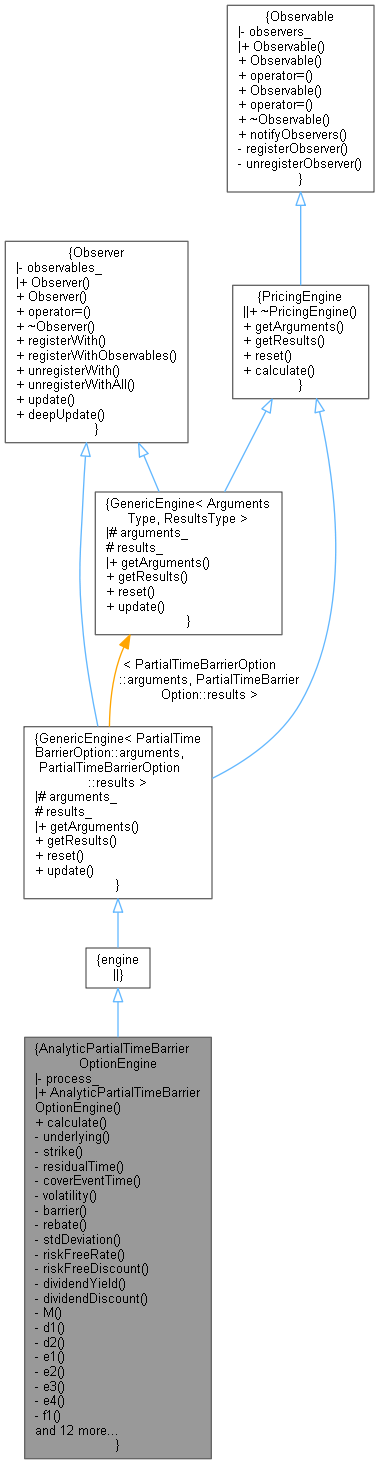 {Observable
|- observers_
|+ Observable()
+ Observable()
+ operator=()
+ Observable()
+ operator=()
+ ~Observable()
+ notifyObservers()
- registerObserver()
- unregisterObserver()
}
{Observer
|- observables_
|+ Observer()
+ Observer()
+ operator=()
+ ~Observer()
+ registerWith()
+ registerWithObservables()
+ unregisterWith()
+ unregisterWithAll()
+ update()
+ deepUpdate()
}
{PricingEngine
||+ ~PricingEngine()
+ getArguments()
+ getResults()
+ reset()
+ calculate()
}
{GenericEngine< Arguments
Type, ResultsType >
|# arguments_
# results_
|+ getArguments()
+ getResults()
+ reset()
+ update()
}
< PartialTimeBarrierOption
::arguments, PartialTimeBarrier
Option::results >
{GenericEngine< PartialTime
BarrierOption::arguments,
PartialTimeBarrierOption
::results >
|# arguments_
# results_
|+ getArguments()
+ getResults()
+ reset()
+ update()
}
{engine
||}
{AnalyticPartialTimeBarrier
OptionEngine
|- process_
|+ AnalyticPartialTimeBarrier
OptionEngine()
+ calculate()
- underlying()
- strike()
- residualTime()
- coverEventTime()
- volatility()
- barrier()
- rebate()
- stdDeviation()
- riskFreeRate()
- riskFreeDiscount()
- dividendYield()
- dividendDiscount()
- M()
- d1()
- d2()
- e1()
- e2()
- e3()
- e4()
- f1()
and 12 more...
}